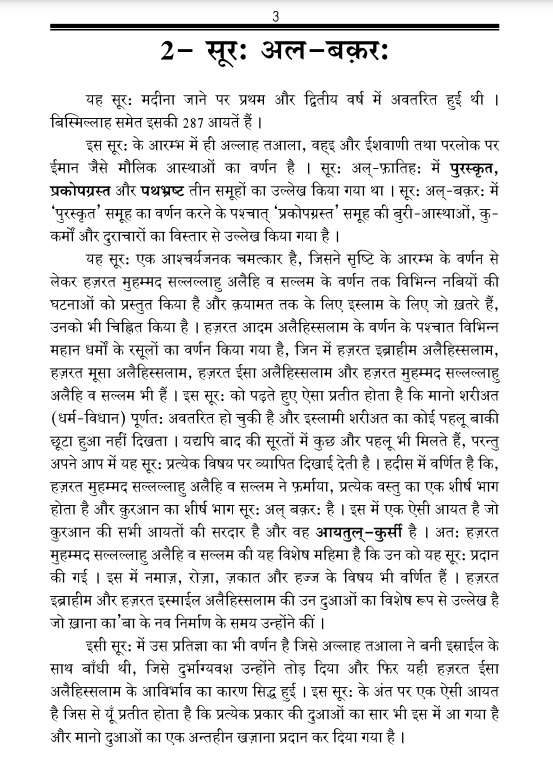 3
2– सूर: अल–बक़र:
यह सूर: मदीना जाने पर प्रथम और द्वितीय वर्ष में अवतरित हुई थी ।
बिस्मिल्लाह समेत इसकी 287 आयतें हैं ।
इस सूर: के आरम्भ में ही अल्लाह तआला, वह्इ और ईशवाणी तथा परलोक पर
ईमान जैसे मौलिक आस्थाओं का वर्णन है । सूर: अल्-फ़ातिह: में पुरस्कृत,
प्रकोपग्रस्त और पथभ्रष्ट तीन समूहों का उल्लेख किया गया था । सूर: अल्-बक़र: में
‘पुरस्कृत’ समूह का वर्णन करने के पश्चात् ‘प्रकोपग्रस्त’ समूह की बुरी-आस्थाओं, कु-
कर्मों और दुराचारों का विस्तार से उल्लेख किया गया है ।
यह सूर: एक आश्चर्यजनक चमत्कार है, जिसने सृष्टि के आरम्भ के वर्णन से
लेकर हज़रत मुहम्मद सल्लल्लाहु अलैहि व सल्लम के वर्णन तक विभिन्न नबियों की
घटनाओं को प्रस्तुत किया है और क़यामत तक के लिए इस्लाम के लिए जो ख़तरे हैं,
उनको भी चिह्नित किया है । हज़रत आदम अलैहिस्सलाम के वर्णन के पश्चात विभिन्न
महान धर्मों के रसूलों का वर्णन किया गया है, जिन में हज़रत इब्राहीम अलैहिस्सलाम,
हज़रत मूसा अलैहिस्सलाम, हज़रत ईसा अलैहिस्सलाम और हज़रत मुहम्मद सल्लल्लाहु
अलैहि व सल्लम भी हैं । इस सूर: को पढ़ते हुए ऐसा प्रतीत होता है कि मानो शरीअत
(धर्म-विधान) पूर्णत: अवतरित हो चुकी है और इस्लामी शरीअत का कोई पहलू बाकी
छूटा हुआ नहीं दिखता । यद्यपि बाद की सूरतों में कुछ और पहलू भी मिलते हैं, परन्तु
अपने आप में यह सूर: प्रत्येक विषय पर व्यापित दिखाई देती है । हदीस में वर्णित है कि,
हज़रत मुहम्मद सल्लल्लाहु अलैहि व सल्लम ने फ़र्माया, प्रत्येक वस्तु का एक शीर्ष भाग
होता है और क़ुरआन का शीर्ष भाग सूर: अल् बक़र: है । इस में एक ऐसी आयत है जो
क़ुरआन की सभी आयतों की सरदार है और वह आयतुल्–कुर्सी है । अत: हज़रत
मुहम्मद सल्लल्लाहु अलैहि व सल्लम की यह विशेष महिमा है कि उन को यह सूर: प्रदान
की गई । इस में नमाज़, रोज़ा, ज़कात और हज्ज के विषय भी वर्णित हैं । हज़रत
इब्राहीम और हज़रत इस्माईल अलैहिस्सलाम की उन दुआओं का विशेष रूप से उल्लेख है
जो ख़ाना का’बा के नव निर्माण के समय उन्होंने कीं ।
इसी सूर: में उस प्रतिज्ञा का भी वर्णन है जिसे अल्लाह तआला ने बनी इस्राईल के
साथ बाँधी थी, जिसे दुर्भाग्यवश उन्होंने तोड़ दिया और फिर यही हज़रत ईसा
अलैहिस्सलाम के आविर्भाव का कारण सिद्ध हुई । इस सूर: के अंत पर एक ऐसी आयत
है जिस से यूँ प्रतीत होता है कि प्रत्येक प्रकार की दुआओं का सार भी इस में आ गया है
और मानो दुआओं का एक अन्तहीन खज़ाना प्रदान कर दिया गया है ।